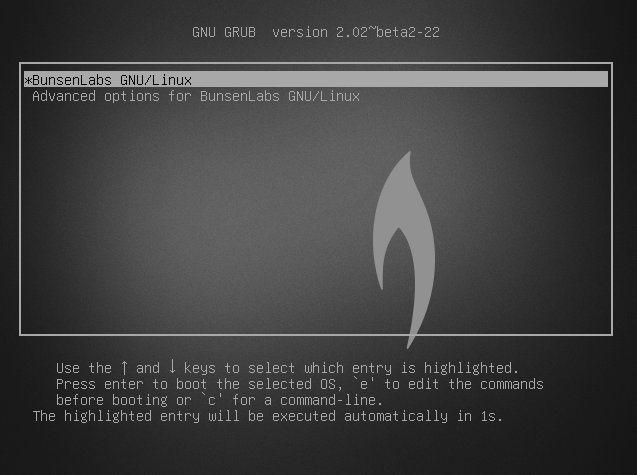 GNU GRUB  version 2.02~beta2-22
*BunsenLabs GNU/Linux
Advanced options for BunsenLabs GNU/Linux
Use the ↑ and ↓ keys to select which entry is highlighted.
Press enter to boot the selected OS, `e' to edit the commands
before booting or `c' for a command-line.
The highlighted entry will be executed automatically in 1s.